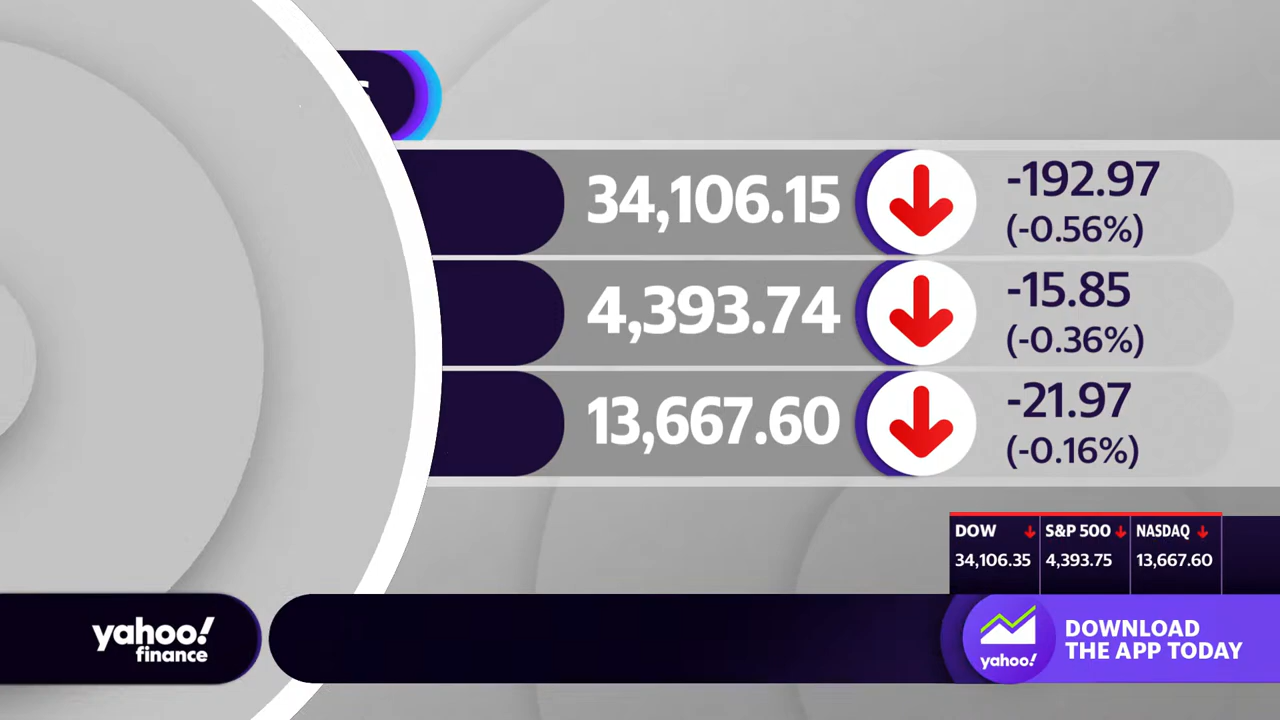 34,106.15
-192.97
(-0.56%)
4,393.74
-15.85
(-0.36%)
13,667.60
-21.97
(-0.16%)
DOW S&P 500 NASDAQ
34,106.35 4,393.75 13,667.60
yahoo!
finance
yahoo!
DOWNLOAD
THE APP TODAY